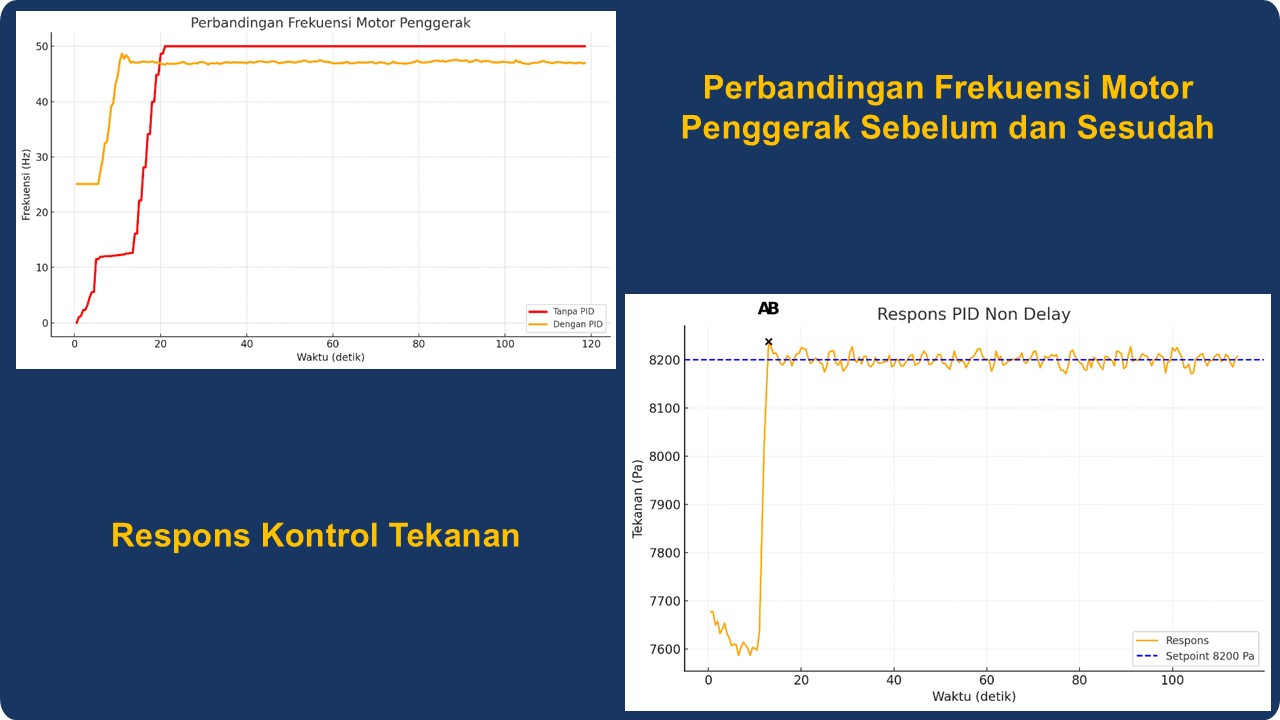 Perbandingan Frekuensi Motor Penggerak
50
40
30
20
10
0
Frekuensi (Hz)
0 20 40 60 80 100 120
Waktu (detik)
Tanpa PID
Dengan PID
Perbandingan Frekuensi Motor
Penggerak Sebelum dan Sesudah
Respons Kontrol Tekanan
AB
Respons PID Non Delay
8200
8100
8000
7900
7800
7700
7600
Tekanan (Pa)
0 20 40 60 80 100
Waktu (detik)
Respons
Setpoint 8200 Pa